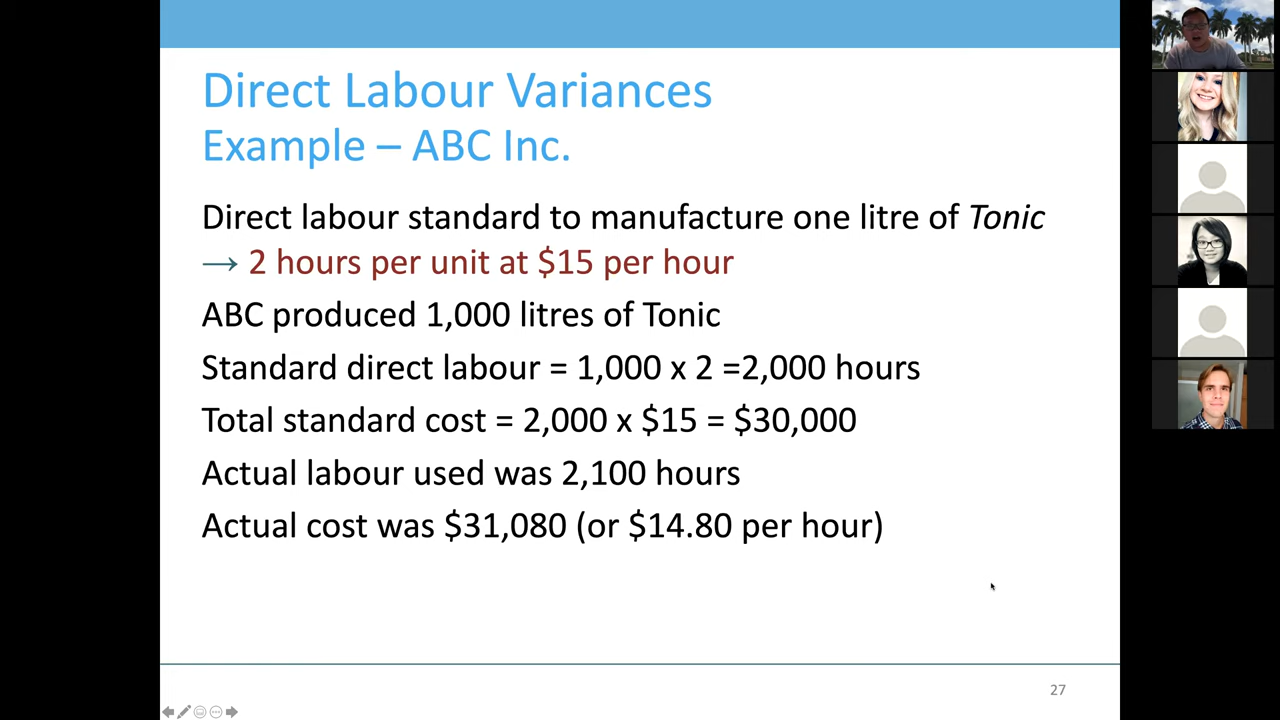 Direct Labour Variances
Example – ABC Inc.
Direct labour standard to manufacture one litre of Tonic
→ 2 hours per unit at $15 per hour
ABC produced 1,000 litres of Tonic
Standard direct labour = 1,000 x 2 =2,000 hours
Total standard cost = 2,000 x $15 = $30,000
Actual labour used was 2,100 hours
Actual cost was $31,080 (or $14.80 per hour)
27